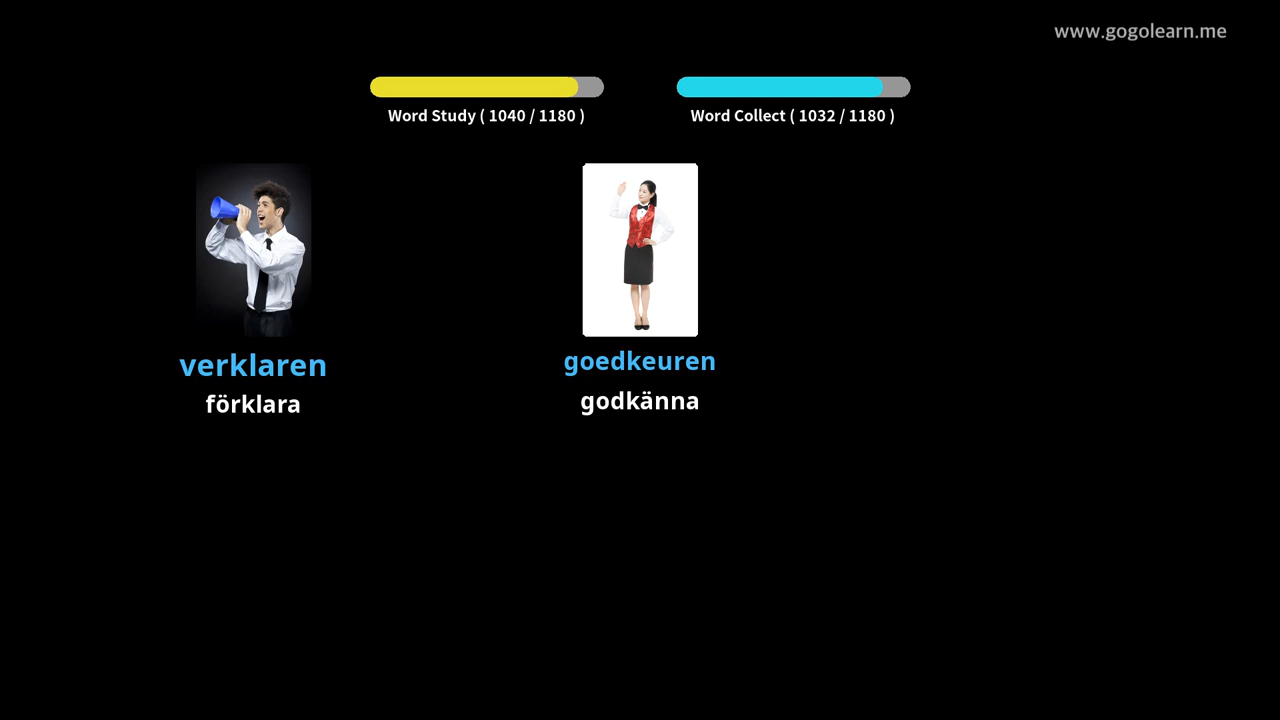 www.gogolearn.me
Word Study ( 1040 / 1180 )
Word Collect ( 1032 / 1180 )
verklaren
förklara
goedkeuren
godkänna